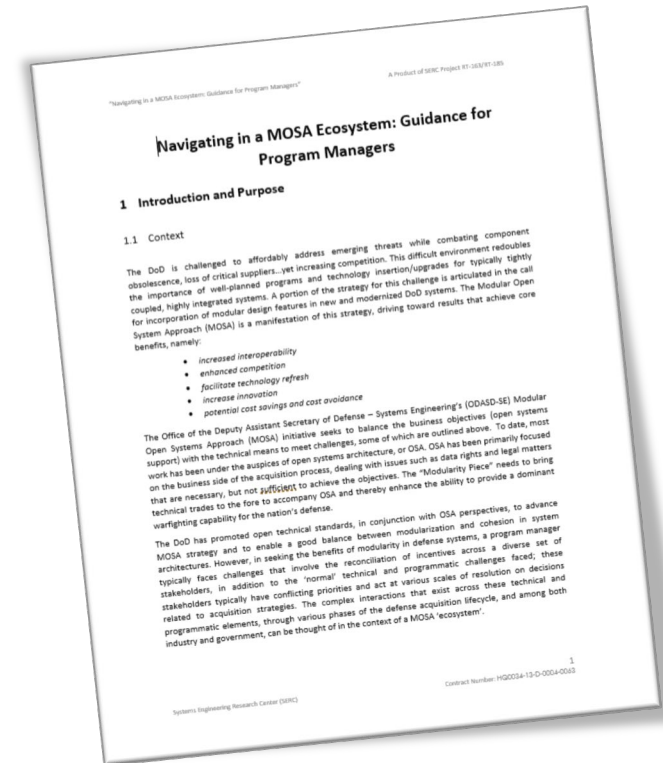 "Navigating in a MOSA Ecosystem: Guidance for Program Managers"
A Product of SERC Project RT-163/RT-185
Navigating in a MOSA Ecosystem: Guidance for
Program Managers
1 Introduction and Purpose
1.1 Context
The DoD is challenged to affordably address emerging threats while combating component
obsolescence, loss of critical suppliers...yet increasing competition. This difficult environment redoubles
the importance of well-planned programs and technology insertion/upgrades for typically tightly
coupled, highly integrated systems. A portion of the strategy for this challenge is articulated in the call
for incorporation of modular design features in new and modernized DoD systems. The Modular Open
System Approach (MOSA) is a manifestation of this strategy, driving toward results that achieve core
benefits, namely:
• increased interoperability
• enhanced competition
• facilitate technology refresh
• increase innovation
• potential cost savings and cost avoidance
The Office of the Deputy Assistant Secretary of Defense – Systems Engineering's (ODASD-SE) Modular
Open Systems Approach (MOSA) initiative seeks to balance the business objectives (open systems
support) with the technical means to meet challenges, some of which are outlined above. To date, most
work has been under the auspices of open systems architecture, or OSA. OSA has been primarily focused
on the business side of the acquisition process, dealing with issues such as data rights and legal matters
that are necessary, but not sufficient to achieve the objectives. The "Modularity Piece" needs to bring
technical trades to the fore to accompany OSA and thereby enhance the ability to provide a dominant
warfighting capability for the nation's defense.
The DoD has promoted open technical standards, in conjunction with OSA perspectives, to advance
MOSA strategy and to enable a good balance between modularization and cohesion in system
architectures. However, in seeking the benefits of modularity in defense systems, a program manager
typically faces challenges that involve the reconciliation of incentives across a diverse set of
stakeholders, in addition to the 'normal' technical and programmatic challenges faced; these
stakeholders typically have conflicting priorities and act at various scales of resolution on decisions
related to acquisition strategies. The complex interactions that exist across these technical and
programmatic elements, through various phases of the defense acquisition lifecycle, and among both
industry and government, can be thought of in the context of a MOSA 'ecosystem'.
1
Systems Engineering Research Center (SERC)
Contract Number: HQ0034-13-D-0004-0063